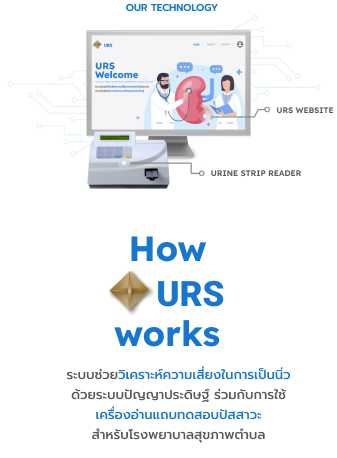 OUR TECHNOLOGY
URS
URS
Welcome
URS WEBSITE
URINE STRIP READER
How
URS
works
ระบบช่วยวิเคราะห์ความเสี่ยงในการเป็นนิ่ว
ด้วยระบบปัญญาประดิษฐ์ ร่วมกับการใช้
เครื่องอ่านแถบทดสอบปัสสาวะ
สำหรับโรงพยาบาลสุขภาพตำบล